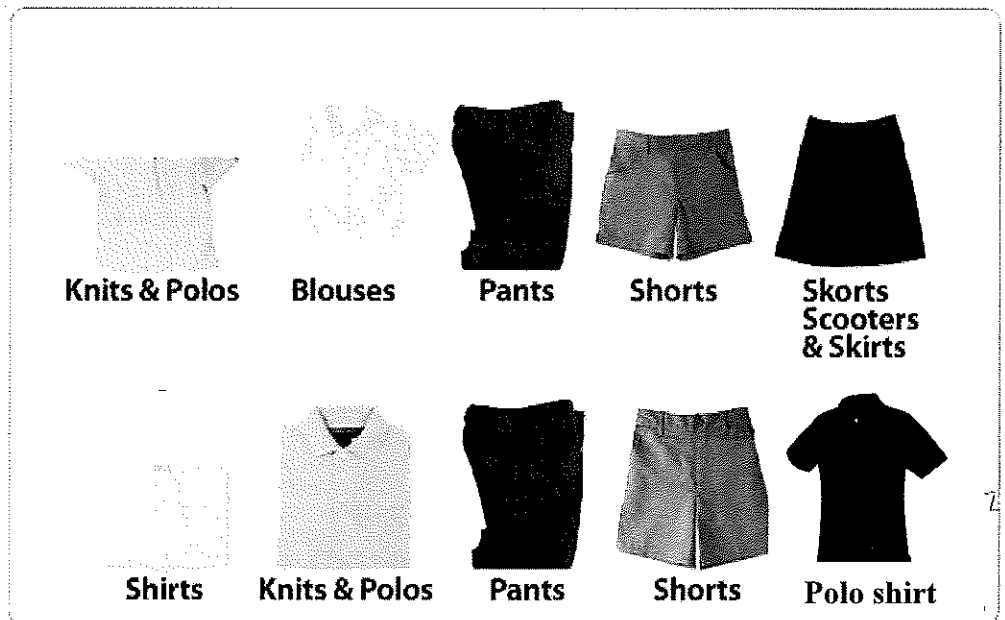 Knits & Polos
Blouses
Pants
Shorts
Skorts
Scooters
& Skirts
Shirts
Knits & Polos
Pants
Shorts
Polo shirt